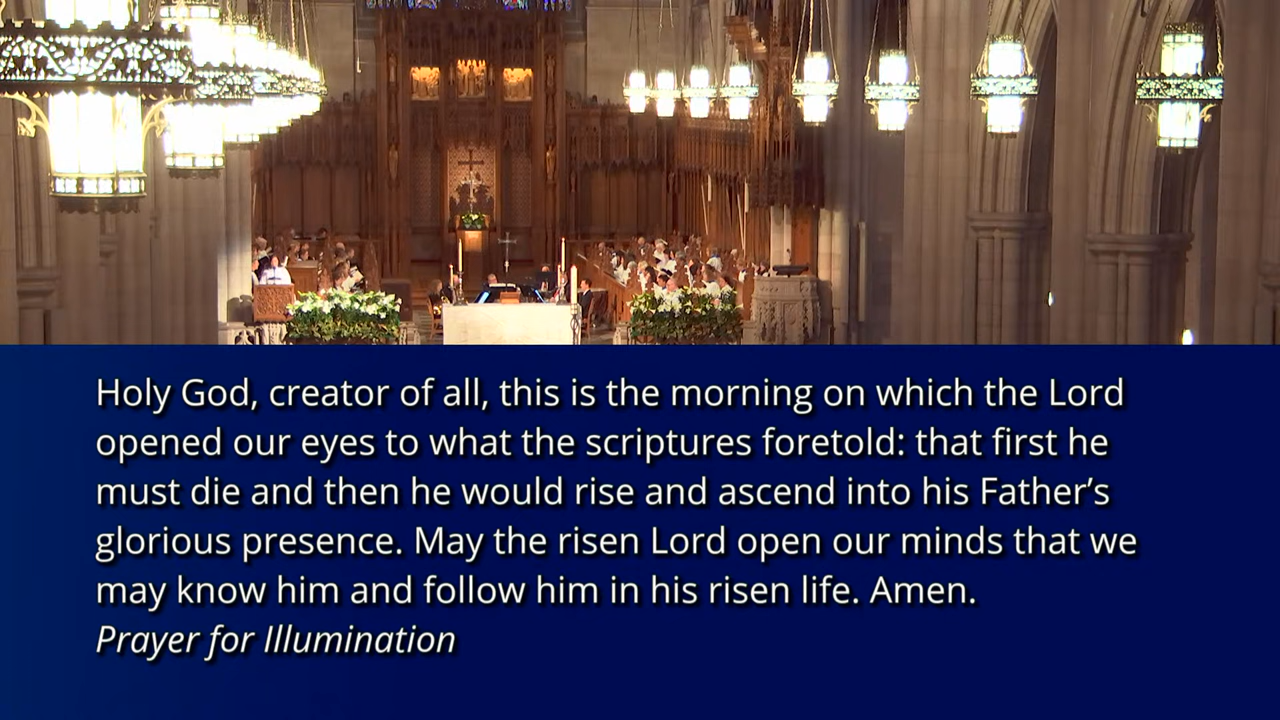 Holy God, creator of all, this is the morning on which the Lord
opened our eyes to what the scriptures foretold: that first he
must die and then he would rise and ascend into his Father’s
glorious presence. May the risen Lord open our minds that we
may know him and follow him in his risen life. Amen.
Prayer for Illumination